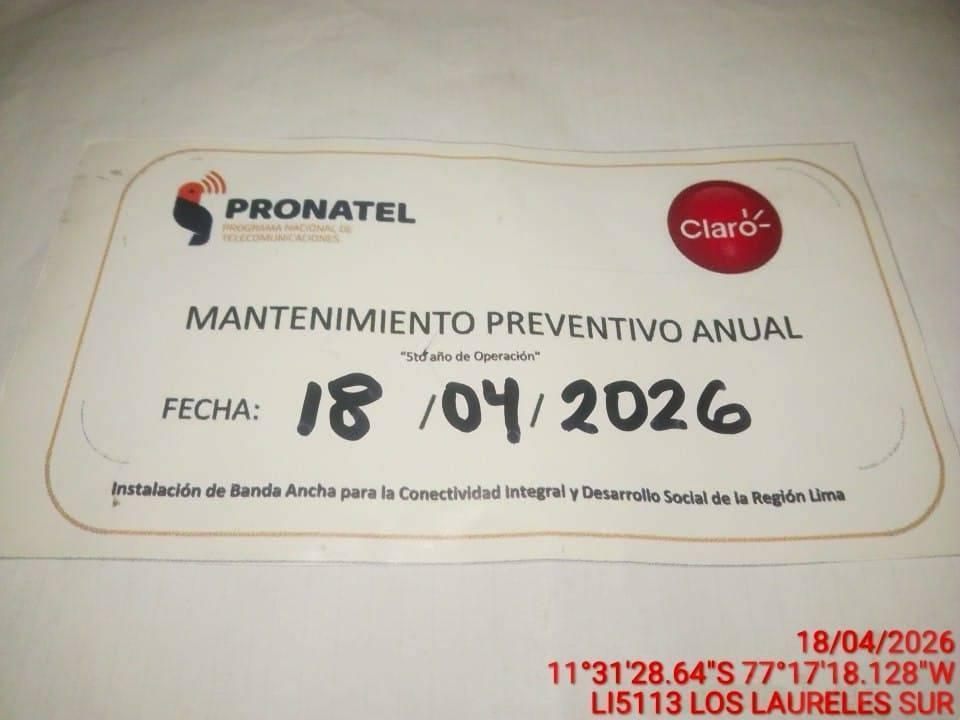 PRONATEL
PROGRAMA NACIONAL DE
TELECOMUNICACIONES
Claro
MANTENIMIENTO PREVENTIVO ANUAL
"5to año de Operación"
FECHA: 18 /04/ 2026
Instalación de Banda Ancha para la Conectividad Integral y Desarrollo Social de la Región Lima
18/04/2026
11°31'28.64"S 77°17'18.128"W
LI5113 LOS LAURELES SUR